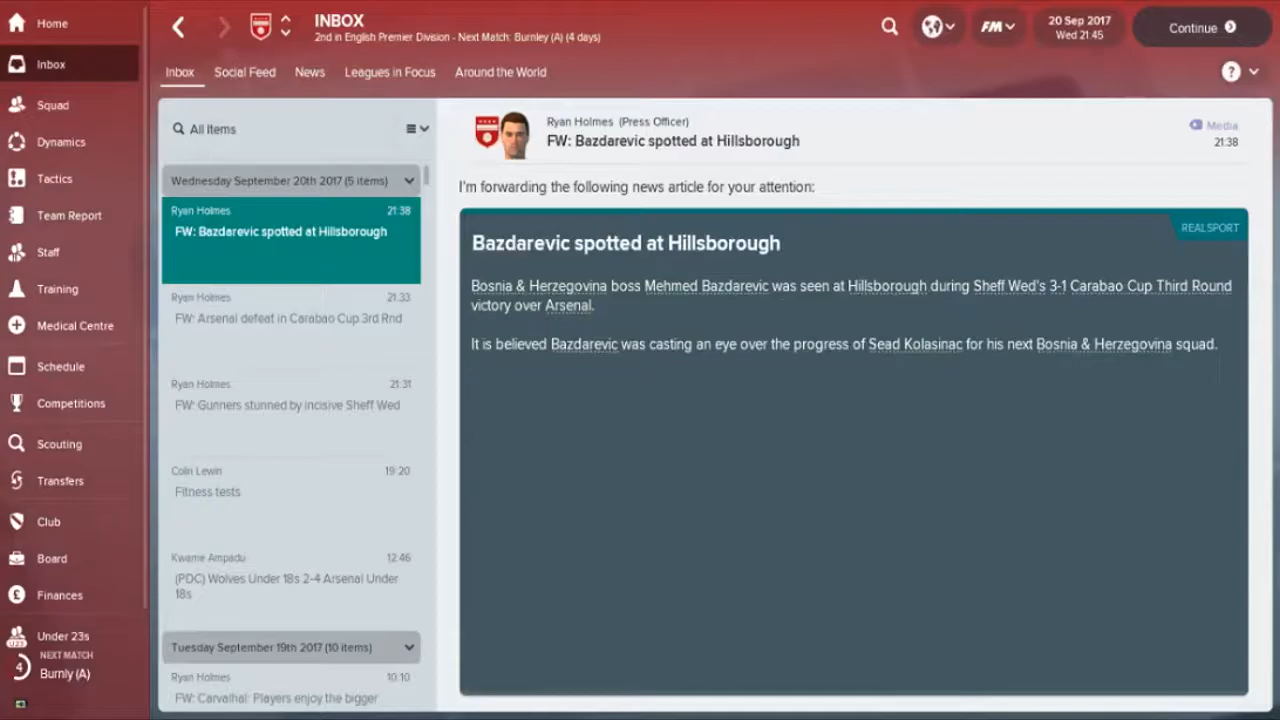 Home
Inbox
Squad
Dynamics
Tactics
Team Report
Staff
Training
Medical Centre
Schedule
Competitions
Scouting
Transfers
Club
Board
Finances
Under 23s
NEXT MATCH
4
Burnly (A)
INBOX
2nd in English Premier Division - Next Match: Burnley (A) (4 days)
FM
20 Sep 2017
Wed 21:45
Continue
Inbox
Social Feed
News
Leagues in Focus
Around the World
?
All Items
Wednesday September 20th 2017 (5 items)
Ryan Holmes 21:38
FW: Bazdarevic spotted at Hillsborough
Ryan Holmes 21:33
FW: Arsenal defeat in Carabao Cup 3rd Rnd
Ryan Holmes 21:31
FW: Gunners stunned by incisive Sheff Wed
Colin Lewin 19:20
Fitness tests
Kwame Ampadu 12:46
(PDC) Wolves Under 18s 2-4 Arsenal Under
18s
Tuesday September 19th 2017 (10 items)
Ryan Holmes 10:10
FW: Carvalhal: Players enjoy the bigger
Ryan Holmes (Press Officer)
FW: Bazdarevic spotted at Hillsborough
Media
21:38
I'm forwarding the following news article for your attention:
REALSPORT
Bazdarevic spotted at Hillsborough
Bosnia & Herzegovina boss Mehmed Bazdarevic was seen at Hillsborough during Sheff Wed's 3-1 Carabao Cup Third Round
victory over Arsenal.
It is believed Bazdarevic was casting an eye over the progress of Sead Kolasinac for his next Bosnia & Herzegovina squad.